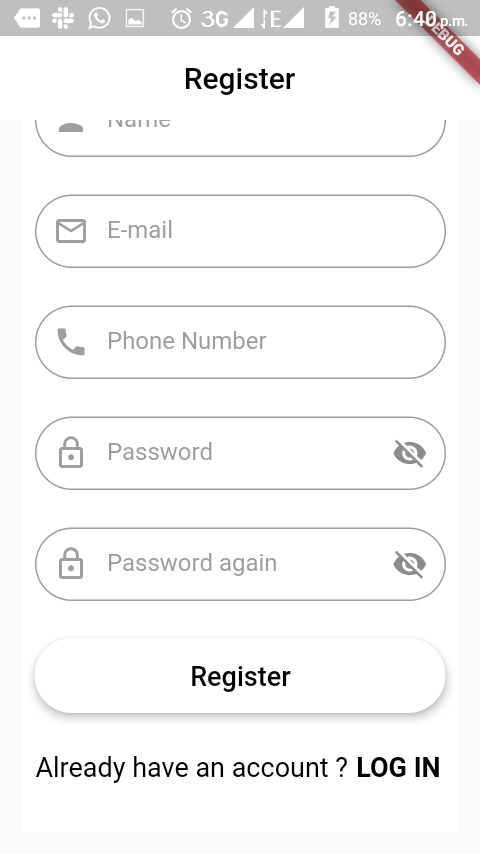 3G E 88% 6:40 p.m.
Register
Name
E-mail
Phone Number
Password
Password again
Register
Already have an account ? LOG IN